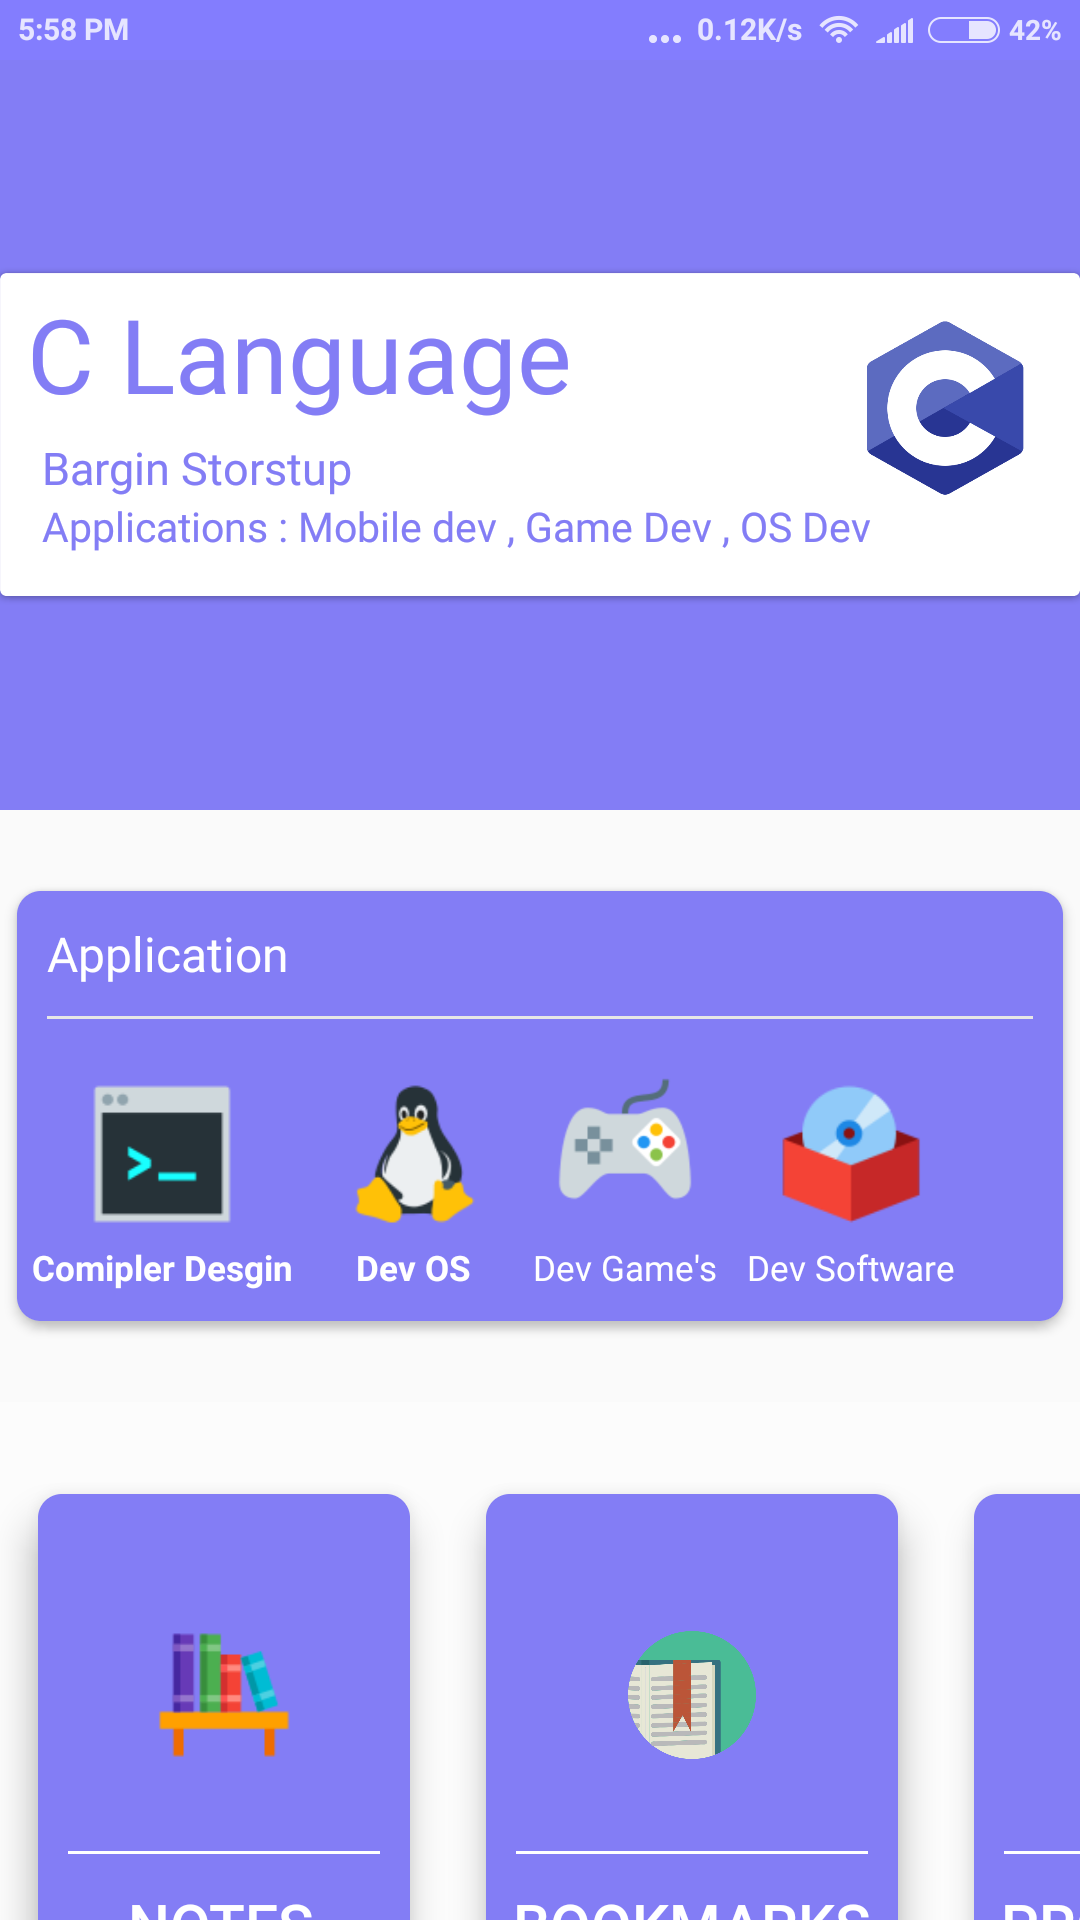 5:58 PM ... 0.12K/s 42%
C Language
Bargin Storstup
Applications : Mobile dev , Game Dev , OS Dev
Application
Comipler Desgin Dev OS Dev Game's Dev Software
NOTES BOOKMARKS